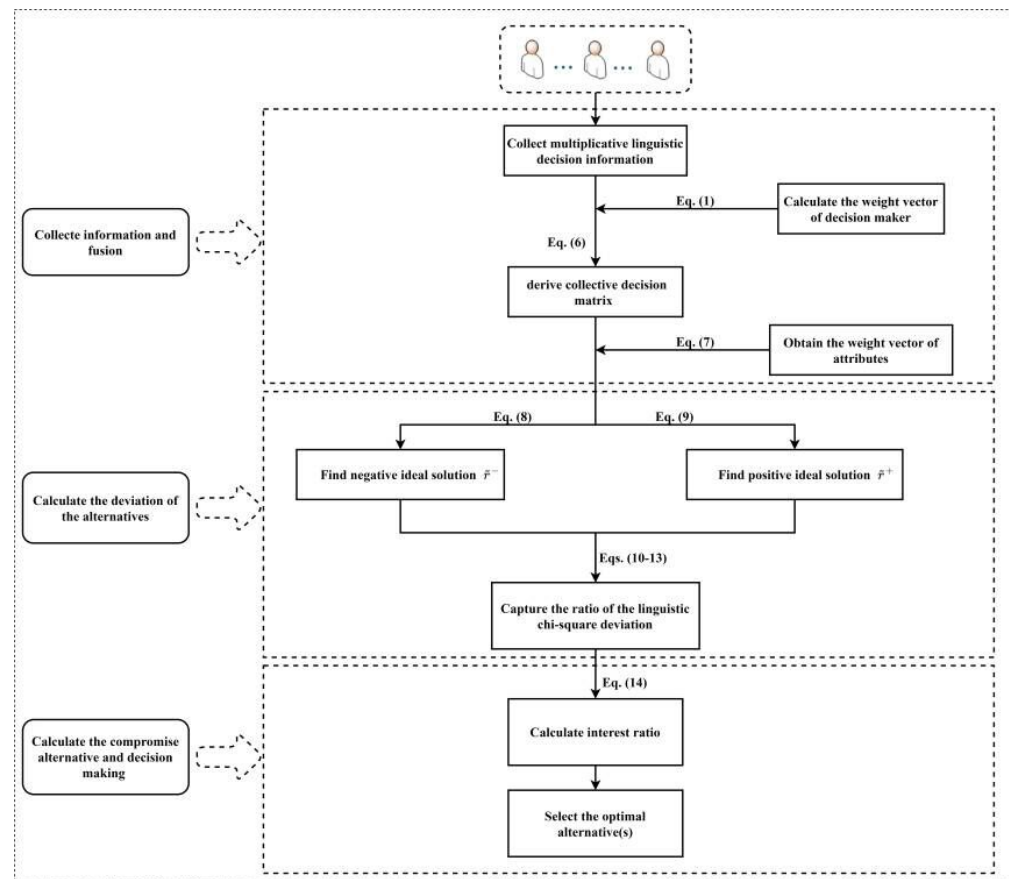 Collect multiplicative linguistic
decision information
Eq. (1)
Calculate the weight vector
of decision maker
Collecte information and
fusion
Eq. (6)
derive collective decision
matrix
Eq. (7)
Obtain the weight vector of
attributes
Eq. (8)
Eq. (9)
Find negative ideal solution r̃⁻
Find positive ideal solution r̃⁺
Calculate the deviation of
the alternatives
Eqs. (10-13)
Capture the ratio of the linguistic
chi-square deviation
Eq. (14)
Calculate interest ratio
Calculate the compromise
alternative and decision
making
Select the optimal
alternative(s)